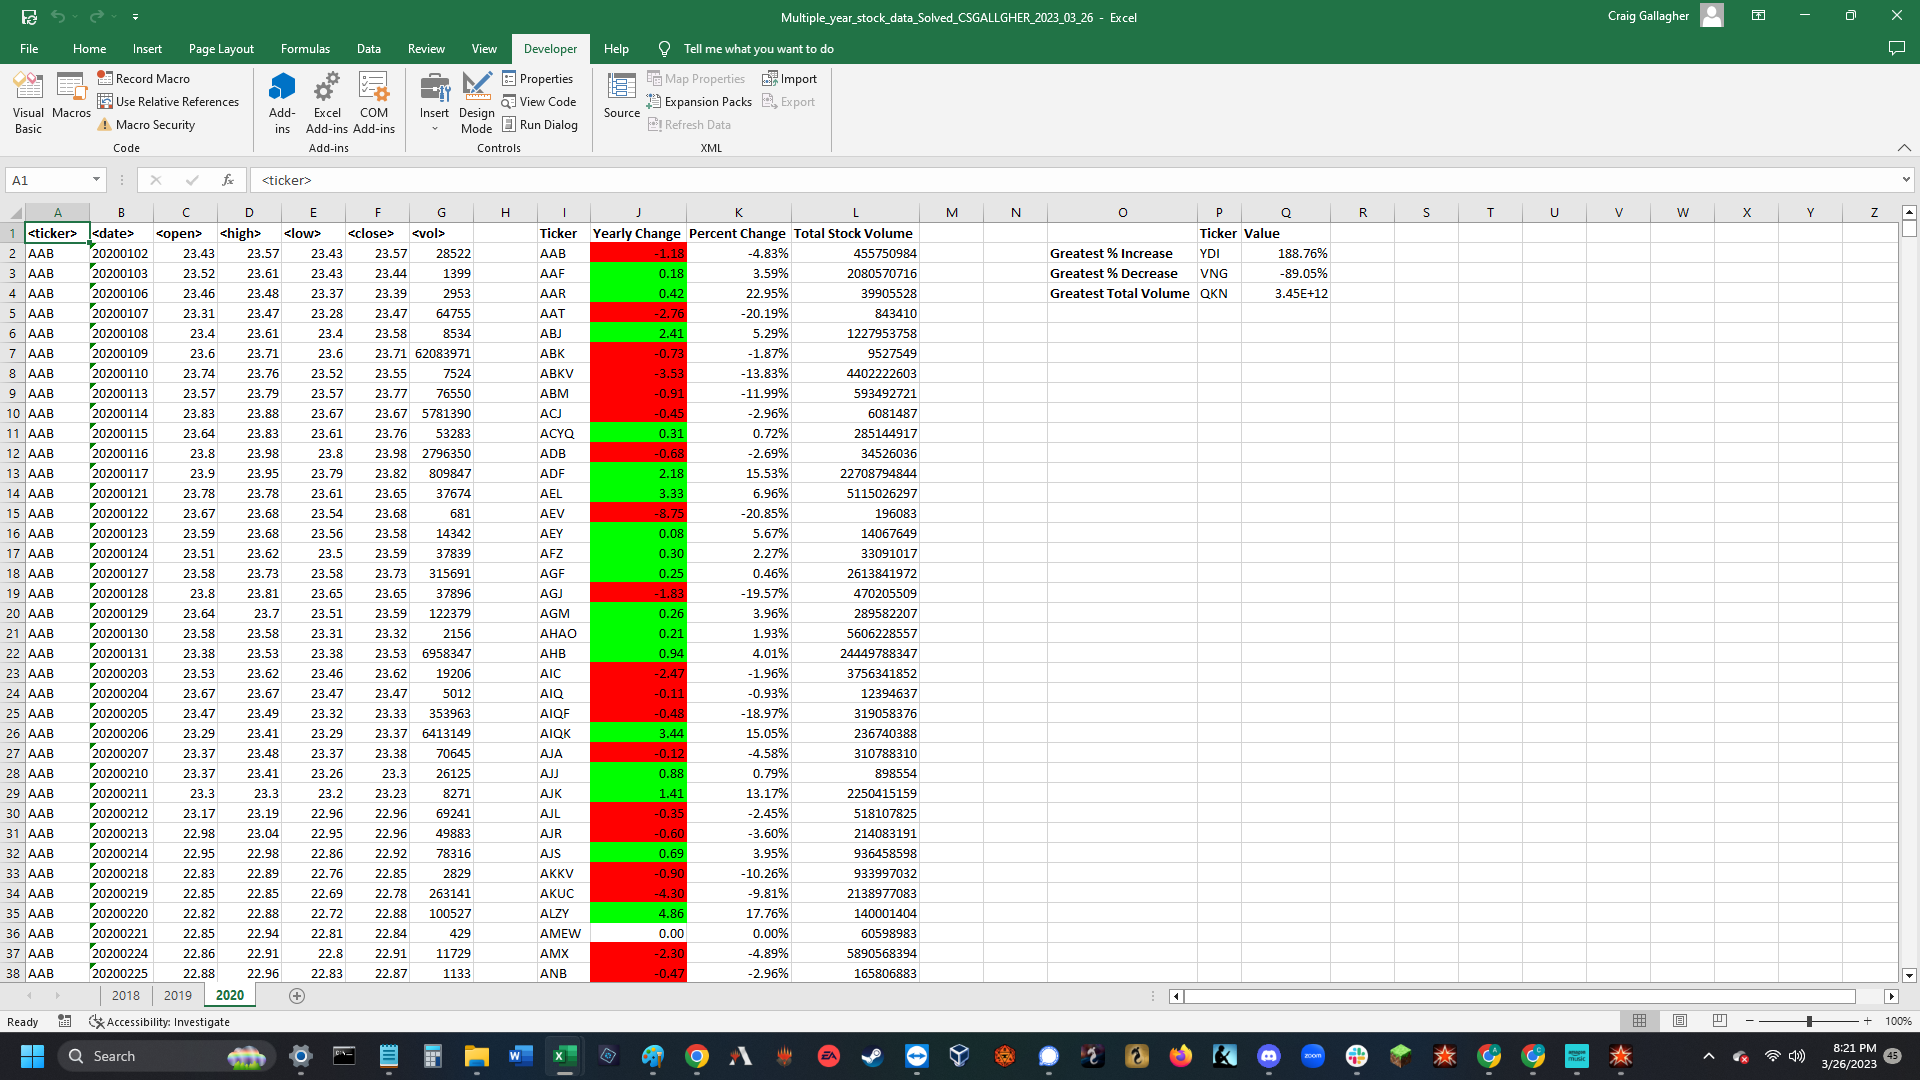 Multiple_year_stock_data_Solved_CSGALLGHER_2023_03_26 - Excel
Craig Gallagher
File Home Insert Page Layout Formulas Data Review View Developer Help Tell me what you want to do
Visual Basic
Macros
Record Macro
Use Relative References
Macro Security
Code
Add-ins
Excel Add-ins
COM Add-ins
Add-ins
Insert
Design Mode
Properties
View Code
Run Dialog
Controls
Source
Map Properties
Expansion Packs
Refresh Data
Import
Export
XML
A1 fx <ticker>
A B C D E F G H I J K L M N O P Q R S T U V W X Y Z
1 <ticker> <date> <open> <high> <low> <close> <vol> Ticker Yearly Change Percent Change Total Stock Volume Ticker Value
2 AAB 20200102 23.43 23.57 23.43 23.57 28522 AAB -1.18 -4.83% 455750984 Greatest % Increase YDI 188.76%
3 AAB 20200103 23.52 23.61 23.43 23.44 1399 AAF 0.18 3.59% 2080570716 Greatest % Decrease VNG -89.05%
4 AAB 20200106 23.46 23.48 23.37 23.39 2953 AAR 0.42 22.95% 39905528 Greatest Total Volume QKN 3.45E+12
5 AAB 20200107 23.31 23.47 23.28 23.47 64755 AAT -2.76 -20.19% 843410
6 AAB 20200108 23.4 23.61 23.4 23.58 8534 ABJ 2.41 5.29% 1227953758
7 AAB 20200109 23.6 23.71 23.6 23.71 62083971 ABK -0.73 -1.87% 9527549
8 AAB 20200110 23.74 23.76 23.52 23.55 7524 ABKV -3.53 -13.83% 4402222603
9 AAB 20200113 23.57 23.79 23.57 23.77 76550 ABM -0.91 -11.99% 593492721
10 AAB 20200114 23.83 23.88 23.67 23.67 5781390 ACJ -0.45 -2.96% 6081487
11 AAB 20200115 23.64 23.83 23.61 23.76 53283 ACYQ 0.31 0.72% 285144917
12 AAB 20200116 23.8 23.98 23.8 23.98 2796350 ADB -0.68 -2.69% 34526036
13 AAB 20200117 23.9 23.95 23.79 23.82 809847 ADF 2.18 15.53% 22708794844
14 AAB 20200121 23.78 23.78 23.61 23.65 37674 AEL 3.33 6.96% 5115026297
15 AAB 20200122 23.67 23.68 23.54 23.68 681 AEV -8.75 -20.85% 196083
16 AAB 20200123 23.59 23.68 23.56 23.58 14342 AEY 0.08 5.67% 14067649
17 AAB 20200124 23.51 23.62 23.5 23.59 37839 AFZ 0.30 2.27% 33091017
18 AAB 20200127 23.58 23.73 23.58 23.73 315691 AGF 0.25 0.46% 2613841972
19 AAB 20200128 23.8 23.81 23.65 23.65 37896 AGJ -1.83 -19.57% 470205509
20 AAB 20200129 23.64 23.7 23.51 23.59 122379 AGM 0.26 3.96% 289582207
21 AAB 20200130 23.58 23.58 23.31 23.32 2156 AHAO 0.21 1.93% 5606228557
22 AAB 20200131 23.38 23.53 23.38 23.53 6958347 AHB 0.94 4.01% 24449788347
23 AAB 20200203 23.53 23.62 23.46 23.62 19206 AIC -2.47 -1.96% 3756341852
24 AAB 20200204 23.67 23.67 23.47 23.47 5012 AIQ -0.11 -0.93% 12394637
25 AAB 20200205 23.47 23.49 23.32 23.33 353963 AIQF -0.48 -18.97% 319058376
26 AAB 20200206 23.29 23.41 23.29 23.37 6413149 AIQK 3.44 15.05% 236740388
27 AAB 20200207 23.37 23.48 23.37 23.38 70645 AJA -0.12 -4.58% 310788310
28 AAB 20200210 23.37 23.41 23.26 23.3 26125 AJJ 0.88 0.79% 898554
29 AAB 20200211 23.3 23.3 23.2 23.23 8271 AJK 1.41 13.17% 2250415159
30 AAB 20200212 23.17 23.19 22.96 22.96 69241 AJL -0.35 -2.45% 518107825
31 AAB 20200213 22.98 23.04 22.95 22.96 49883 AJR -0.60 -3.60% 214083191
32 AAB 20200214 22.95 22.98 22.86 22.92 78316 AJS 0.69 3.95% 936458598
33 AAB 20200218 22.83 22.89 22.76 22.85 2829 AKKV -0.90 -10.26% 933997032
34 AAB 20200219 22.85 22.85 22.69 22.78 263141 AKUC -4.30 -9.81% 2138977083
35 AAB 20200220 22.82 22.88 22.72 22.88 100527 ALZY 4.86 17.76% 140001404
36 AAB 20200221 22.85 22.94 22.81 22.84 429 AMEW 0.00 0.00% 60598983
37 AAB 20200224 22.86 22.91 22.8 22.91 11729 AMX -2.30 -4.89% 5890568394
38 AAB 20200225 22.88 22.96 22.83 22.87 1133 ANB -0.47 -2.96% 165806883
2018 2019 2020
Ready Accessibility: Investigate 100%
Search
EA
zoom
8:21 PM
3/26/2023
45